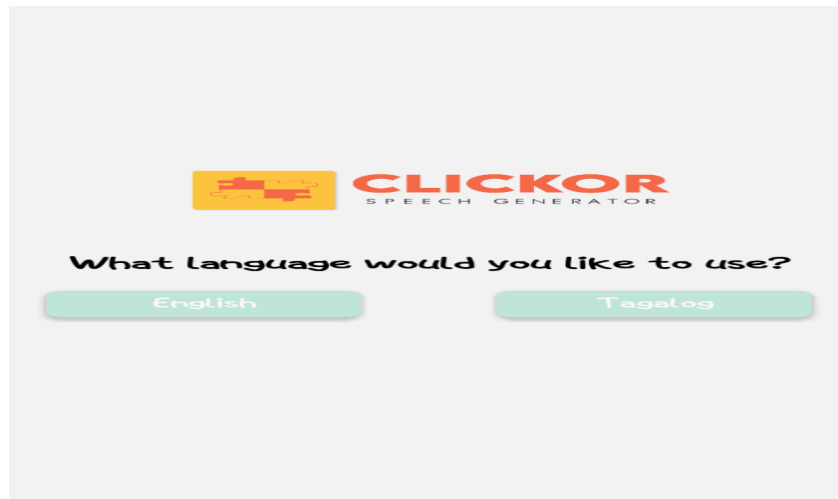 CLICKOR
SPEECH GENERATOR
What language would you like to use?
English
Tagalog